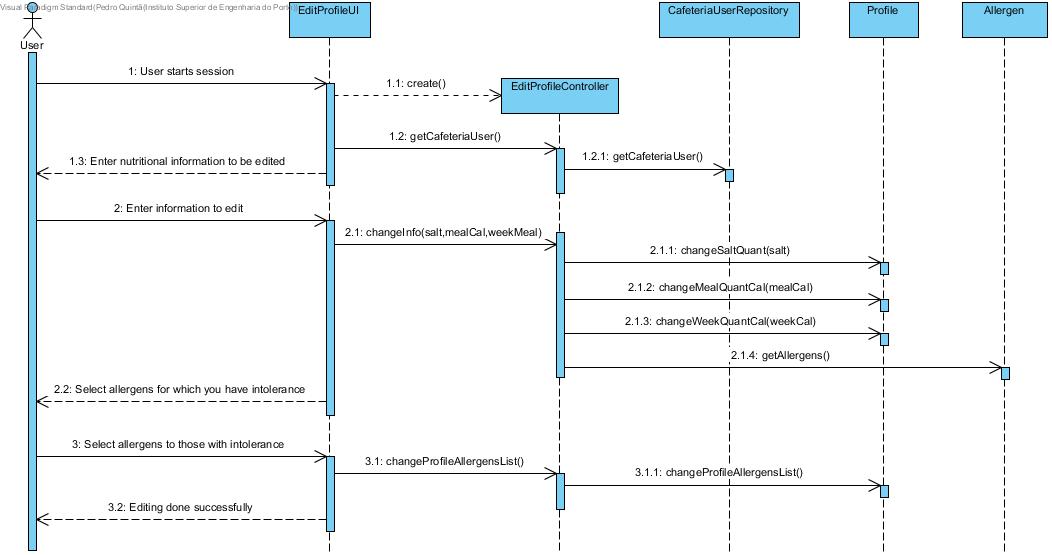 Visual Paradigm Standard(Pedro Quintã(Instituto Superior de Engenharia do Porto
EditProfileUI
CafeteriaUserRepository
Profile
Allergen
User
1: User starts session
1.1: create()
EditProfileController
1.2: getCafeteriaUser()
1.2.1: getCafeteriaUser()
1.3: Enter nutritional information to be edited
2: Enter information to edit
2.1: changeInfo(salt,mealCal,weekMeal)
2.1.1: changeSaltQuant(salt)
2.1.2: changeMealQuantCal(mealCal)
2.1.3: changeWeekQuantCal(weekCal)
2.1.4: getAllergens()
2.2: Select allergens for which you have intolerance
3: Select allergens to those with intolerance
3.1: changeProfileAllergensList()
3.1.1: changeProfileAllergensList()
3.2: Editing done successfully